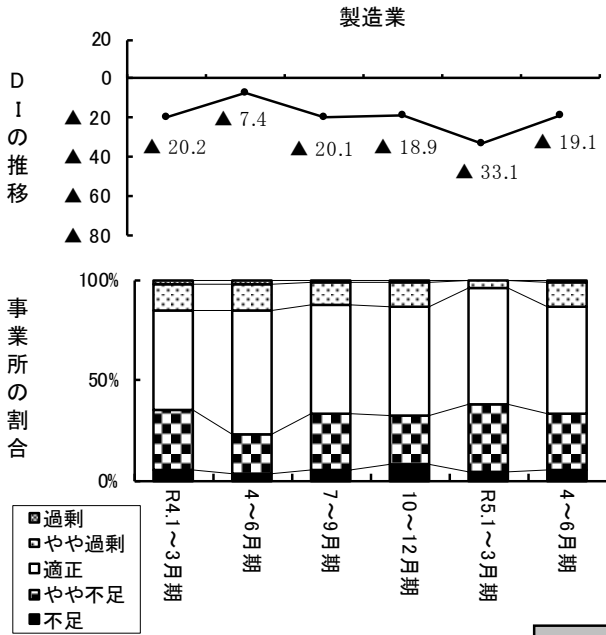 製造業
DIの推移
20
0
▲ 20
▲ 40
▲ 60
▲ 80
▲ 20.2
▲ 7.4
▲ 20.1
▲ 18.9
▲ 33.1
▲ 19.1
事業所の割合
100%
50%
0%
R4.1～3月期
4～6月期
7～9月期
10～12月期
R5.1～3月期
4～6月期
過剰
やや過剰
適正
やや不足
不足